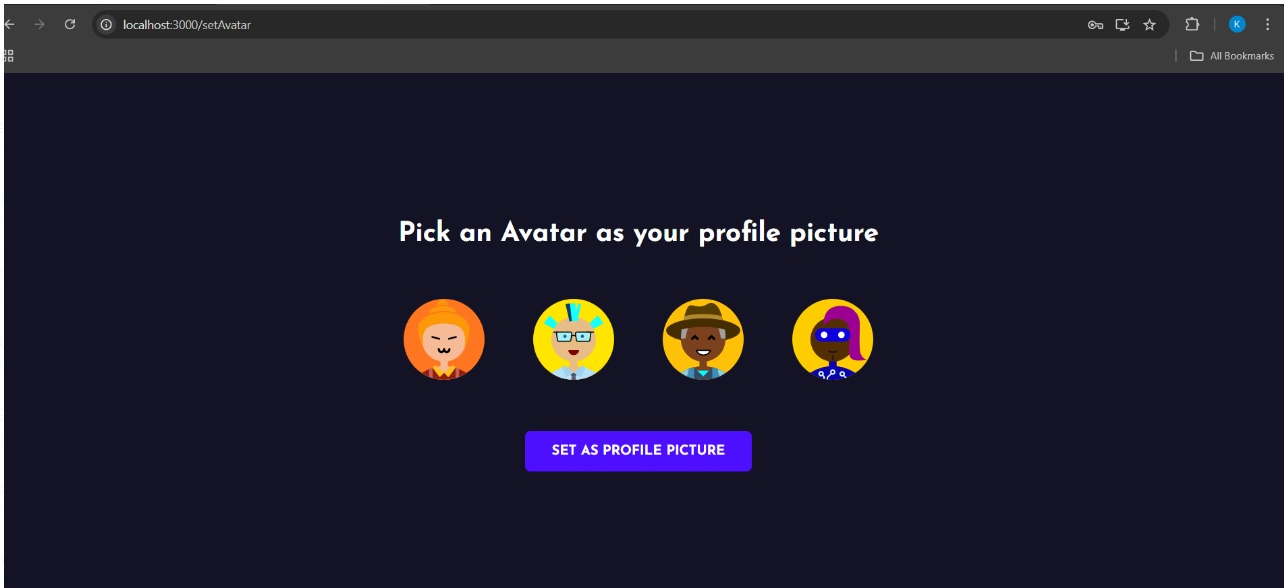 localhost:3000/setAvatar
K
All Bookmarks
Pick an Avatar as your profile picture
SET AS PROFILE PICTURE